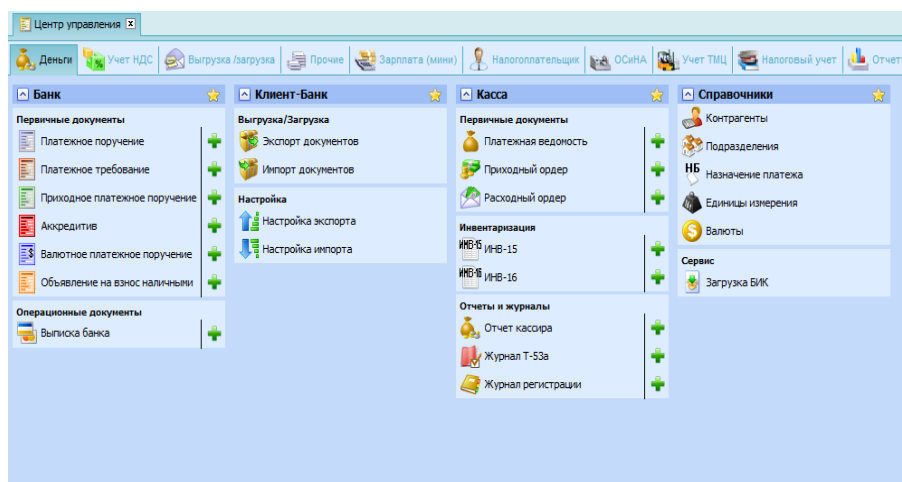 Центр управления
Деньги Учет НДС Выгрузка /загрузка Прочие Зарплата (мини) Налогоплательщик ОСиНА Учет ТМЦ Налоговый учет Отчет
Банк
Первичные документы
Платежное поручение
Платежное требование
Приходное платежное поручение
Аккредитив
Валютное платежное поручение
Объявление на взнос наличными
Операционные документы
Выписка банка
Клиент-Банк
Выгрузка/Загрузка
Экспорт документов
Импорт документов
Настройка
Настройка экспорта
Настройка импорта
Касса
Первичные документы
Платежная ведомость
Приходный ордер
Расходный ордер
Инвентаризация
ИНВ-15 ИНВ-15
ИНВ-16 ИНВ-16
Отчеты и журналы
Отчет кассира
Журнал Т-53а
Журнал регистрации
Справочники
Контрагенты
Подразделения
НБ Назначение платежа
Единицы измерения
Валюты
Сервис
Загрузка БИК